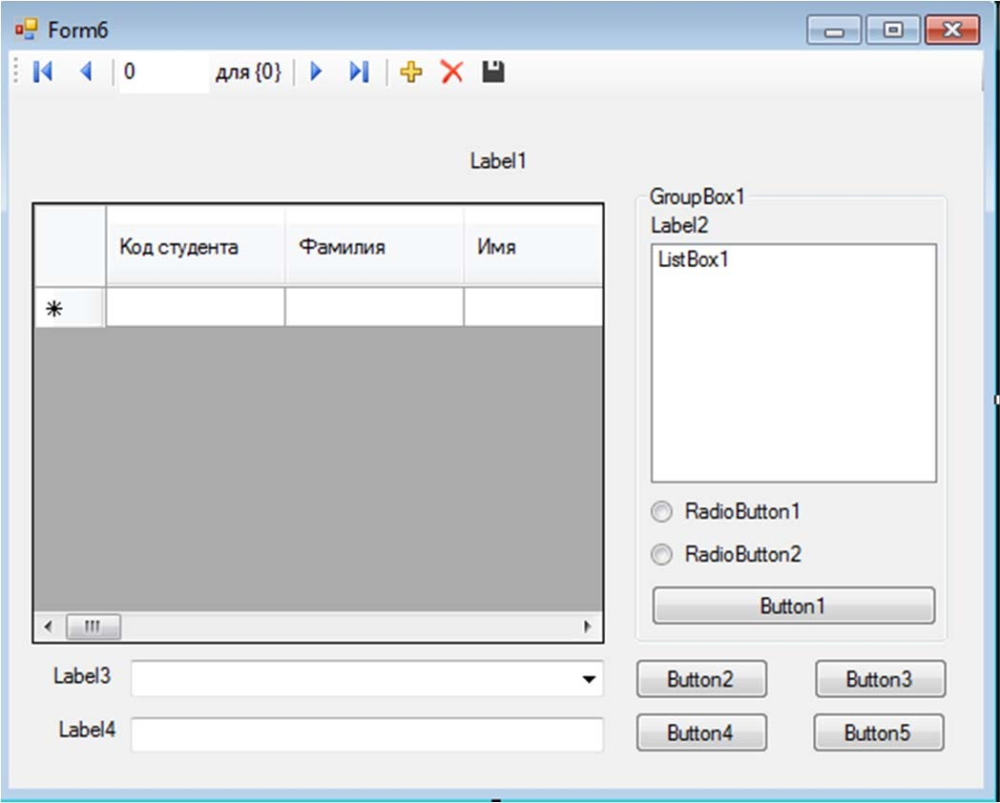 Form6
0 для {0}
Label1
Код студента Фамилия Имя
GroupBox1
Label2
ListBox1
RadioButton1
RadioButton2
Button1
Label3
Button2 Button3
Label4
Button4 Button5